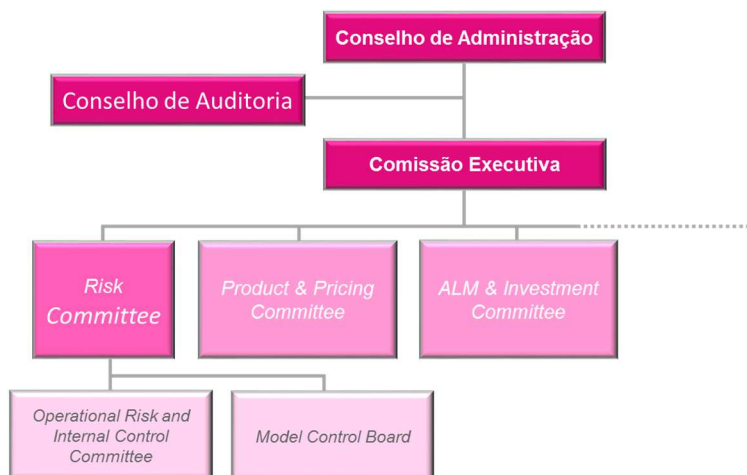 Conselho de Administração
Conselho de Auditoria
Comissão Executiva
Risk
Committee
Product & Pricing
Committee
ALM & Investment
Committee
Operational Risk and
Internal Control
Committee
Model Control Board